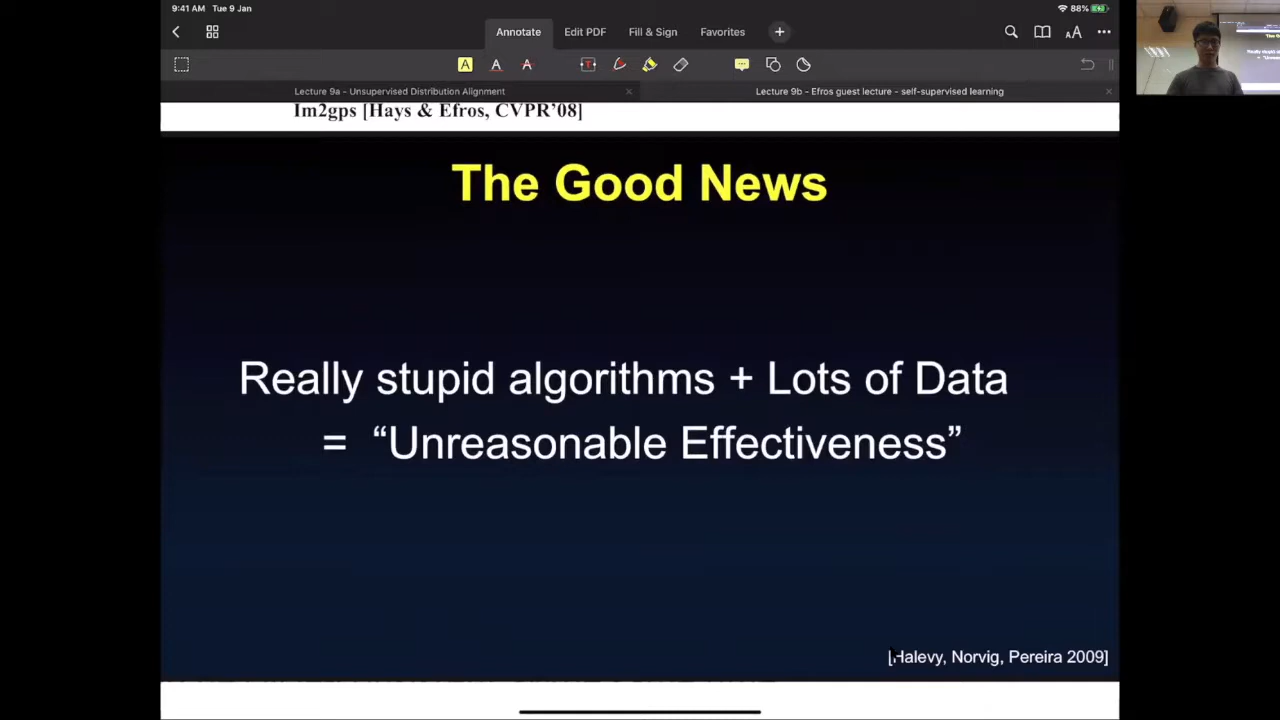 9:41 AM Tue 9 Jan
88%
Annotate Edit PDF Fill & Sign Favorites
Lecture 9a - Unsupervised Distribution Alignment
Lecture 9b - Efros guest lecture - self-supervised learning
Im2gps [Hays & Efros, CVPR'08]
The Good News
Really stupid algorithms + Lots of Data
= “Unreasonable Effectiveness”
[Halevy, Norvig, Pereira 2009]